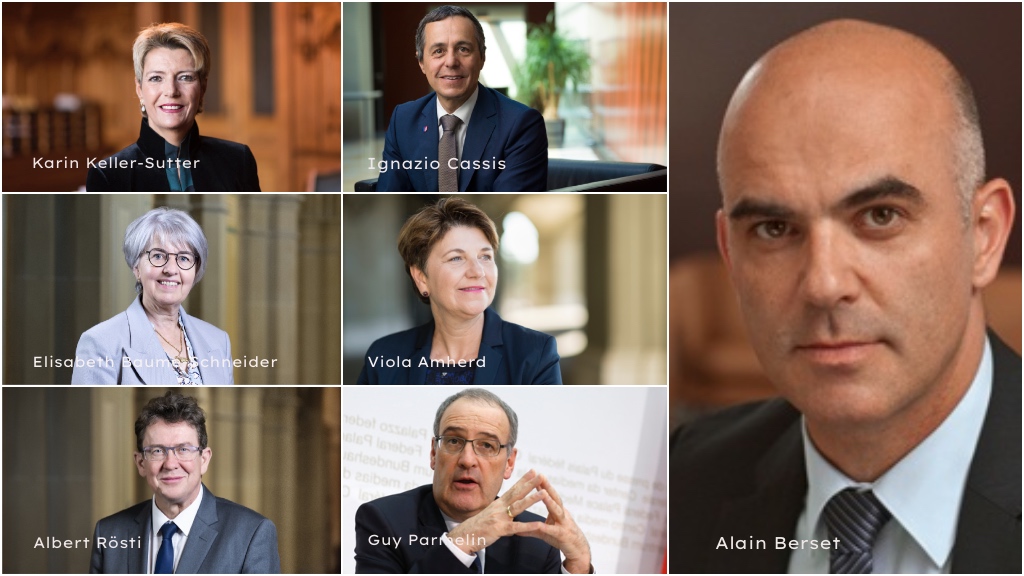 Karin Keller-Sutter
Ignazio Cassis
Elisabeth Baume-Schneider
Viola Amherd
Albert Rösti
Guy Parmelin
Alain Berset